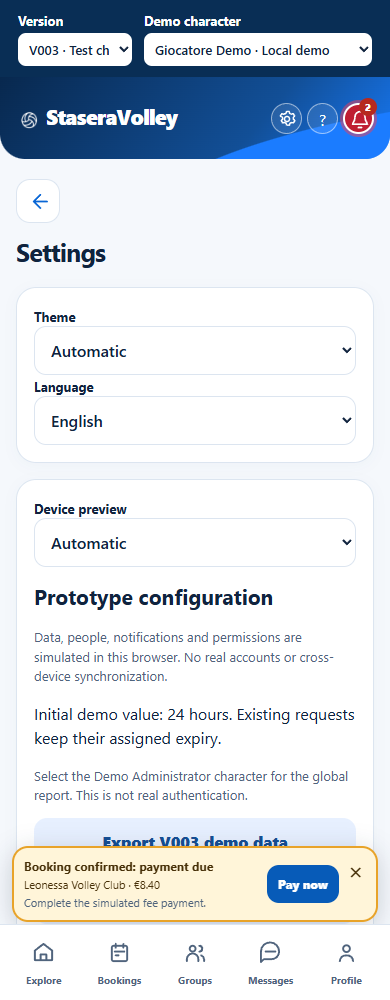 Version
Demo character
V003 · Test ch
Giocatore Demo · Local demo
StaseraVolley
?
2
Settings
Theme
Automatic
Language
English
Device preview
Automatic
Prototype configuration
Data, people, notifications and permissions are
simulated in this browser. No real accounts or cross-
device synchronization.
Initial demo value: 24 hours. Existing requests
keep their assigned expiry.
Select the Demo Administrator character for the global
report. This is not real authentication.
Export V003 demo data
Booking confirmed: payment due
Leonessa Volley Club · €8.40
Complete the simulated fee payment.
Pay now
Explore
Bookings
Groups
Messages
Profile